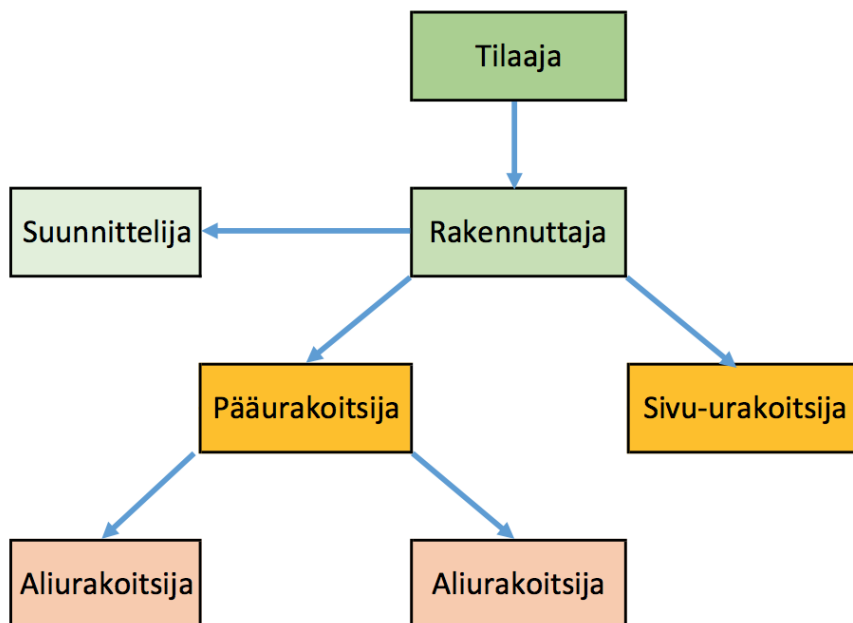 Tilaaja
Suunnittelija
Rakennuttaja
Pääurakoitsija
Sivu-urakoitsija
Aliurakoitsija
Aliurakoitsija